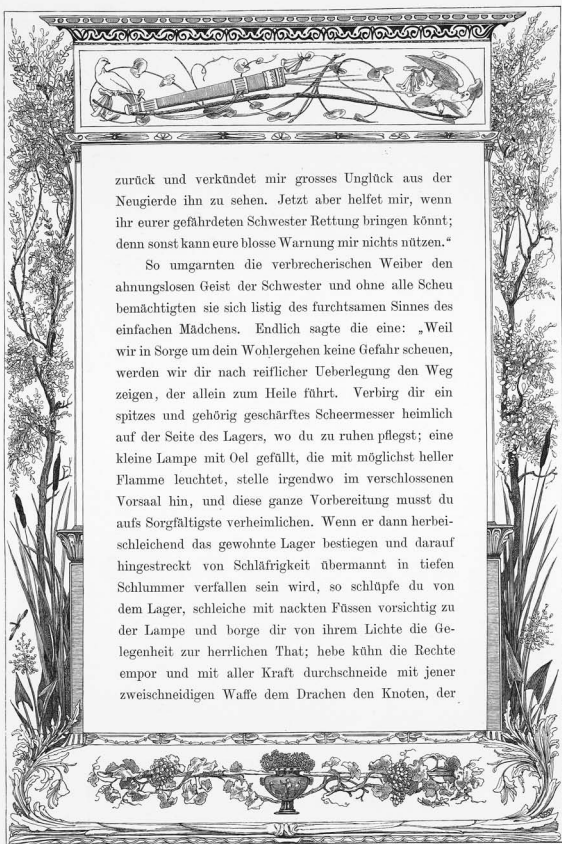 zurück und verkündet mir grosses Unglück aus der
Neugierde ihn zu sehen. Jetzt aber helfet mir, wenn
ihr eurer gefährdeten Schwester Rettung bringen könnt;
denn sonst kann eure blosse Warnung mir nichts nützen.“
So umgarnten die verbrecherischen Weiber den
ahnungslosen Geist der Schwester und ohne alle Scheu
bemächtigten sie sich listig des furchtsamen Sinnes des
einfachen Mädchens. Endlich sagte die eine: „Weil
wir in Sorge um dein Wohlergehen keine Gefahr scheuen,
werden wir dir nach reiflicher Ueberlegung den Weg
zeigen, der allein zum Heile führt. Verbirg dir ein
spitzes und gehörig geschärftes Scheermesser heimlich
auf der Seite des Lagers, wo du zu ruhen pflegst; eine
kleine Lampe mit Oel gefüllt, die mit möglichst heller
Flamme leuchtet, stelle irgendwo im verschlossenen
Vorsaal hin, und diese ganze Vorbereitung musst du
aufs Sorgfältigste verheimlichen. Wenn er dann herbei-
schleichend das gewohnte Lager bestiegen und darauf
hingestreckt von Schläfrigkeit übermannt in tiefen
Schlummer verfallen sein wird, so schlüpfe du von
dem Lager, schleiche mit nackten Füssen vorsichtig zu
der Lampe und borge dir von ihrem Lichte die Ge-
legenheit zur herrlichen That; hebe kühn die Rechte
empor und mit aller Kraft durchschneide mit jener
zweischneidigen Waffe dem Drachen den Knoten, der